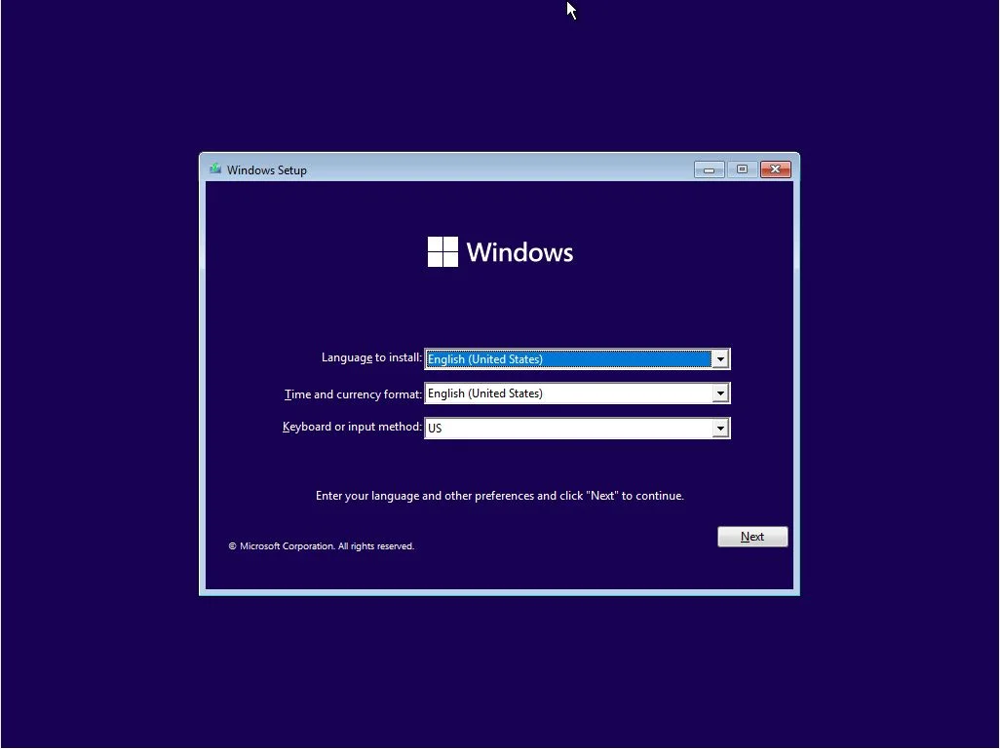 Windows Setup
Windows
Language to install: English (United States)
Time and currency format: English (United States)
Keyboard or input method: US
Enter your language and other preferences and click "Next" to continue.
Next
© Microsoft Corporation. All rights reserved.